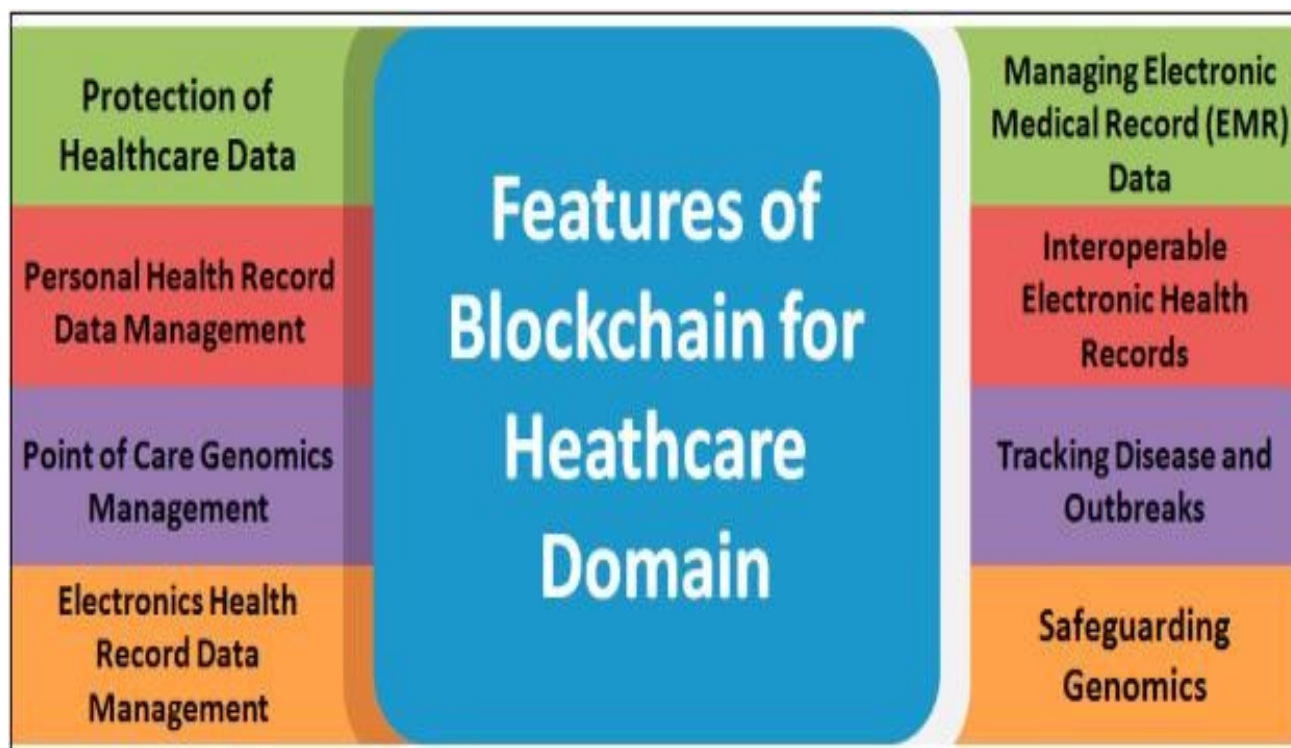 Protection of
Healthcare Data
Personal Health Record
Data Management
Point of Care Genomics
Management
Electronics Health
Record Data
Management
Features of
Blockchain for
Heathcare
Domain
Managing Electronic
Medical Record (EMR)
Data
Interoperable
Electronic Health
Records
Tracking Disease and
Outbreaks
Safeguarding
Genomics